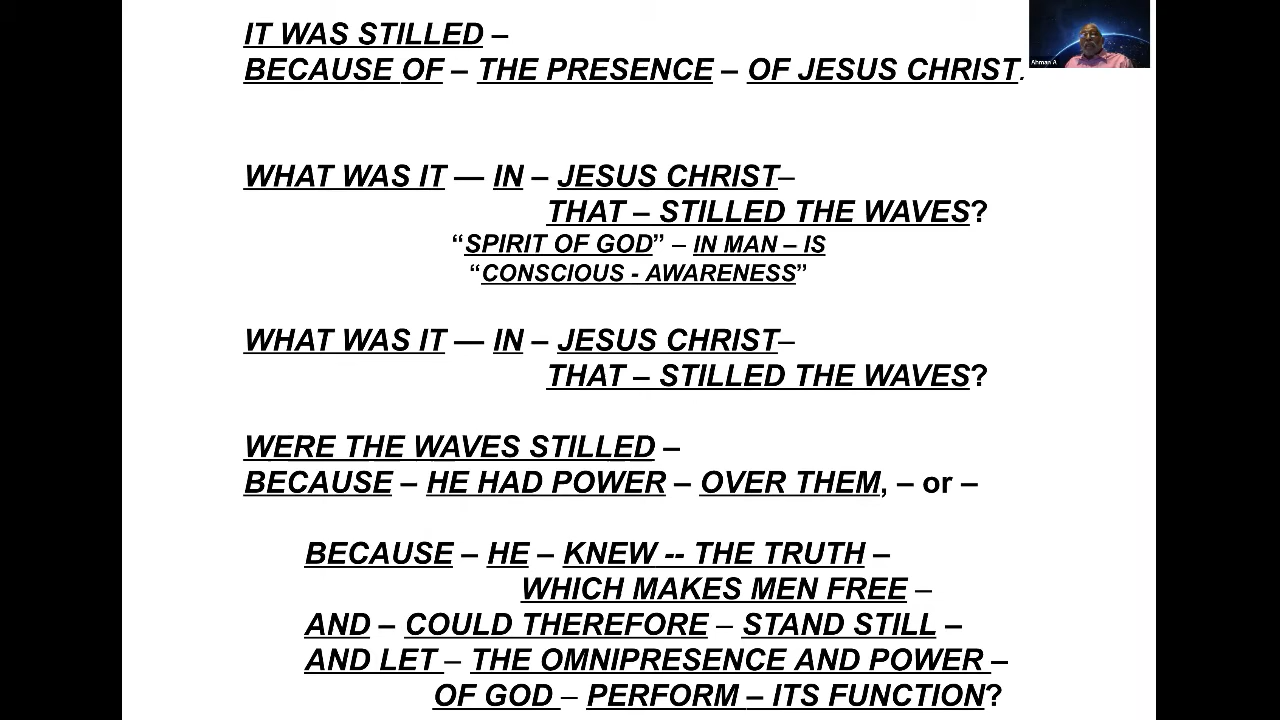 IT WAS STILLED –
BECAUSE OF – THE PRESENCE – OF JESUS CHRIST.
Ahman A
WHAT WAS IT — IN – JESUS CHRIST–
THAT – STILLED THE WAVES?
“SPIRIT OF GOD” – IN MAN – IS
“CONSCIOUS - AWARENESS”
WHAT WAS IT — IN – JESUS CHRIST–
THAT – STILLED THE WAVES?
WERE THE WAVES STILLED –
BECAUSE – HE HAD POWER – OVER THEM, – or –
BECAUSE – HE – KNEW -- THE TRUTH –
WHICH MAKES MEN FREE –
AND – COULD THEREFORE – STAND STILL –
AND LET – THE OMNIPRESENCE AND POWER –
OF GOD – PERFORM – ITS FUNCTION?